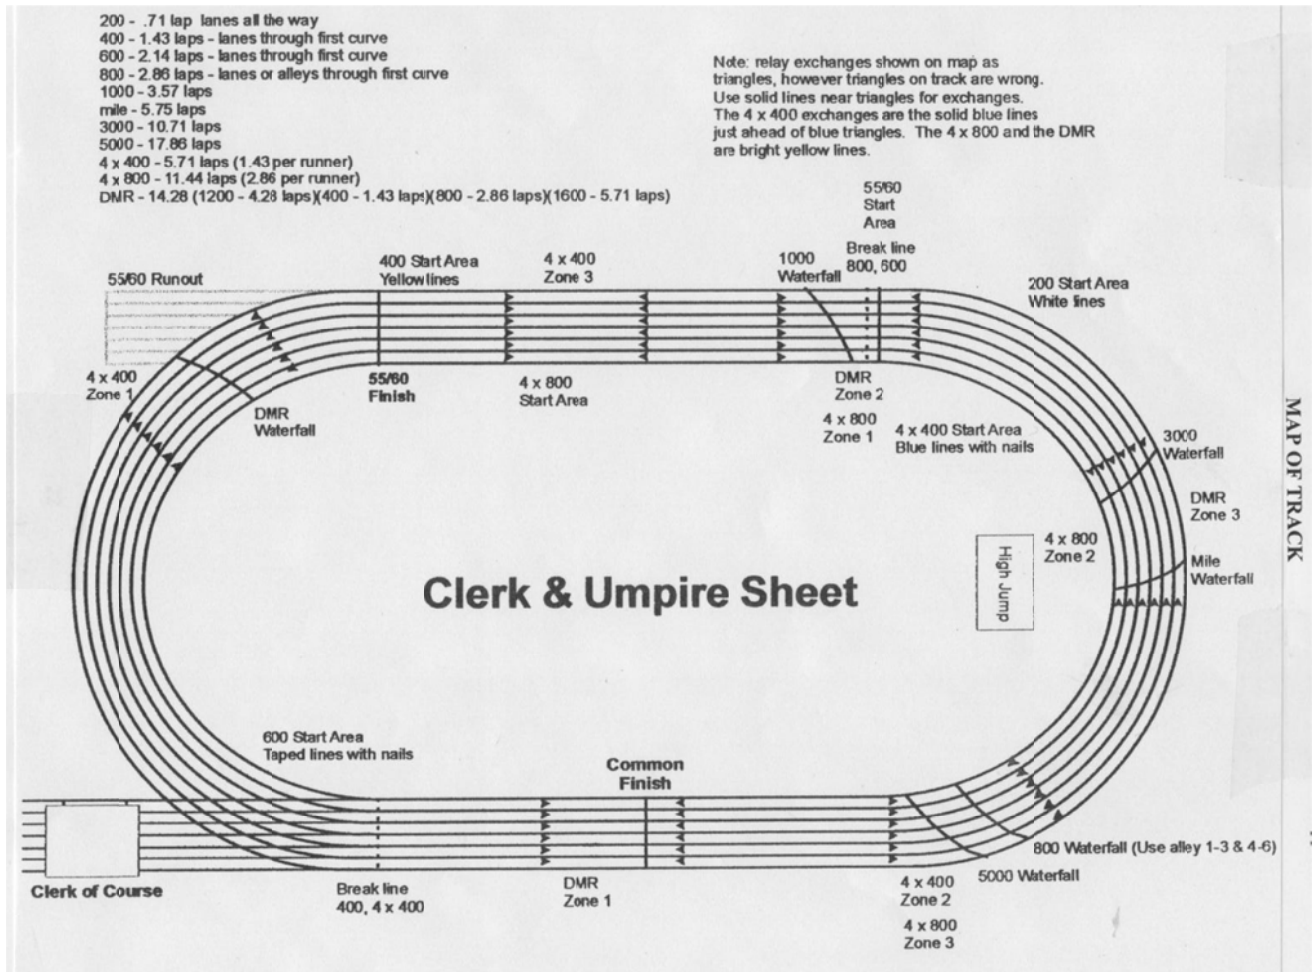 200 - .71 lap lanes all the way
400 - 1.43 laps - lanes through first curve
600 - 2.14 laps - lanes through first curve
800 - 2.86 laps - lanes or alleys through first curve
1000 - 3.57 laps
mile - 5.75 laps
3000 - 10.71 laps
5000 - 17.86 laps
4 x 400 - 5.71 laps (1.43 per runner)
4 x 800 - 11.44 laps (2.86 per runner)
DMR - 14.28 (1200 - 4.28 laps)(400 - 1.43 laps)(800 - 2.86 laps)(1600 - 5.71 laps)
Note: relay exchanges shown on map as
triangles, however triangles on track are wrong.
Use solid lines near triangles for exchanges.
The 4 x 400 exchanges are the solid blue lines
just ahead of blue triangles. The 4 x 800 and the DMR
are bright yellow lines.
55/60
Start
Area
55/60 Runout
400 Start Area
Yellow lines
4 x 400
Zone 3
1000
Waterfall
Break line
800, 600
200 Start Area
White lines
4 x 400
Zone 1
DMR
Waterfall
55/60
Finish
4 x 800
Start Area
DMR
Zone 2
4 x 800
Zone 1
4 x 400 Start Area
Blue lines with nails
3000
Waterfall
DMR
Zone 3
4 x 800
Zone 2
Mile
Waterfall
High Jump
MAP OF TRACK
Clerk & Umpire Sheet
600 Start Area
Taped lines with nails
Common
Finish
Clerk of Course
Break line
400, 4 x 400
DMR
Zone 1
4 x 400
Zone 2
4 x 800
Zone 3
800 Waterfall (Use alley 1-3 & 4-6)
5000 Waterfall